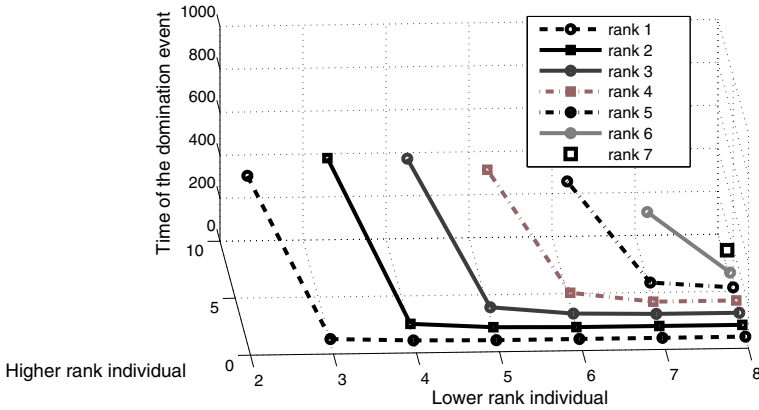 1000
800
600
400
200
0
Time of the domination event
10
5
0
Higher rank individual
2
3
4
5
6
7
8
Lower rank individual
rank 1
rank 2
rank 3
rank 4
rank 5
rank 6
rank 7